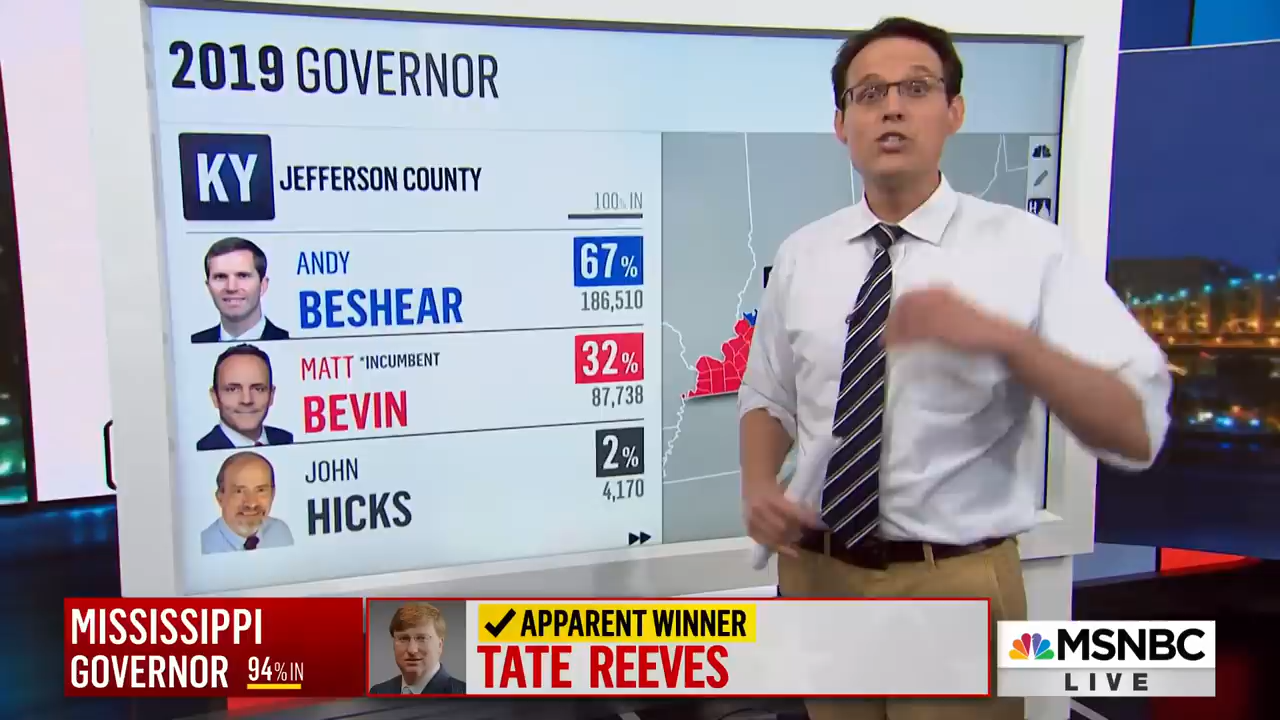 2019 GOVERNOR
KY
JEFFERSON COUNTY
100% IN
ANDY
BESHEAR
67%
186,510
MATT *INCUMBENT
BEVIN
32%
87,738
JOHN
HICKS
2%
4,170
MISSISSIPPI
GOVERNOR 94% IN
APPARENT WINNER
TATE REEVES
MSNBC
LIVE